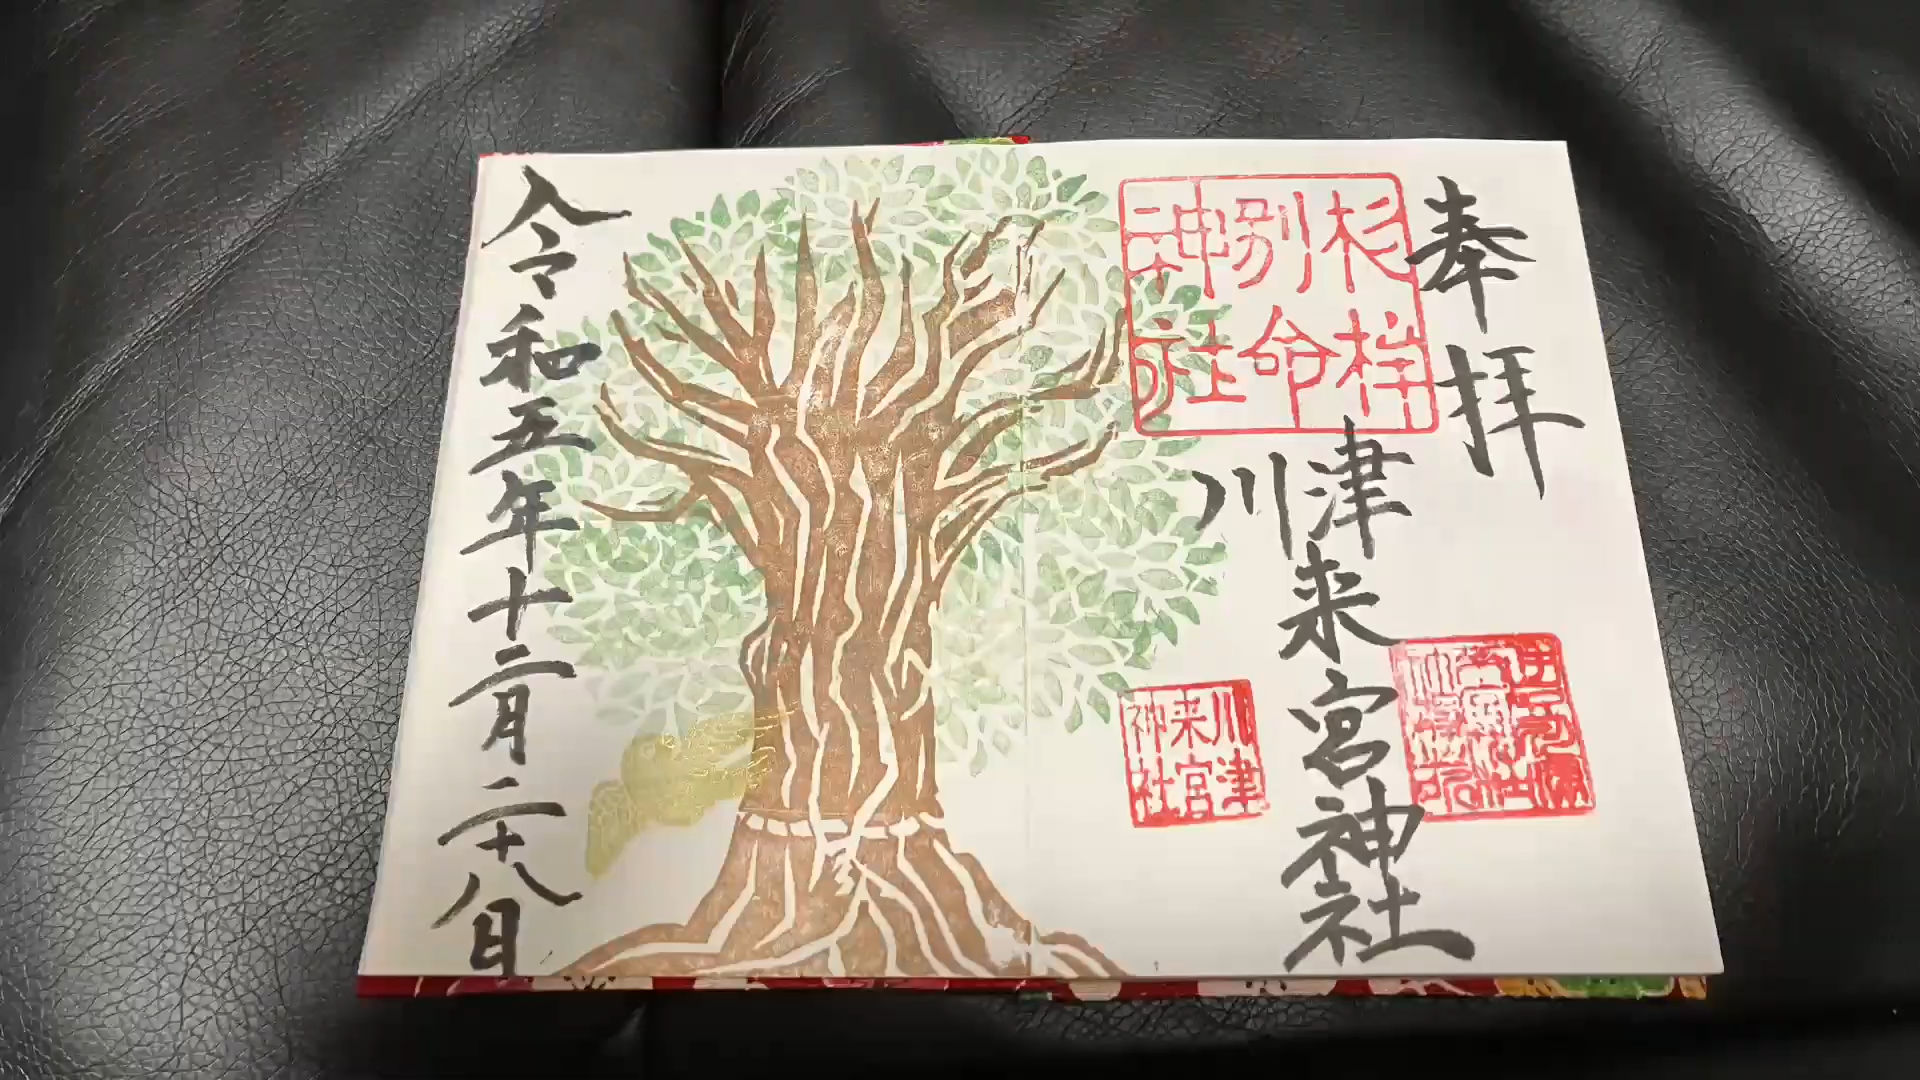 奉拝
杉桙
別命
神社
川津来宮神社
川津
来宮
神社
令和五年十二月二十八日